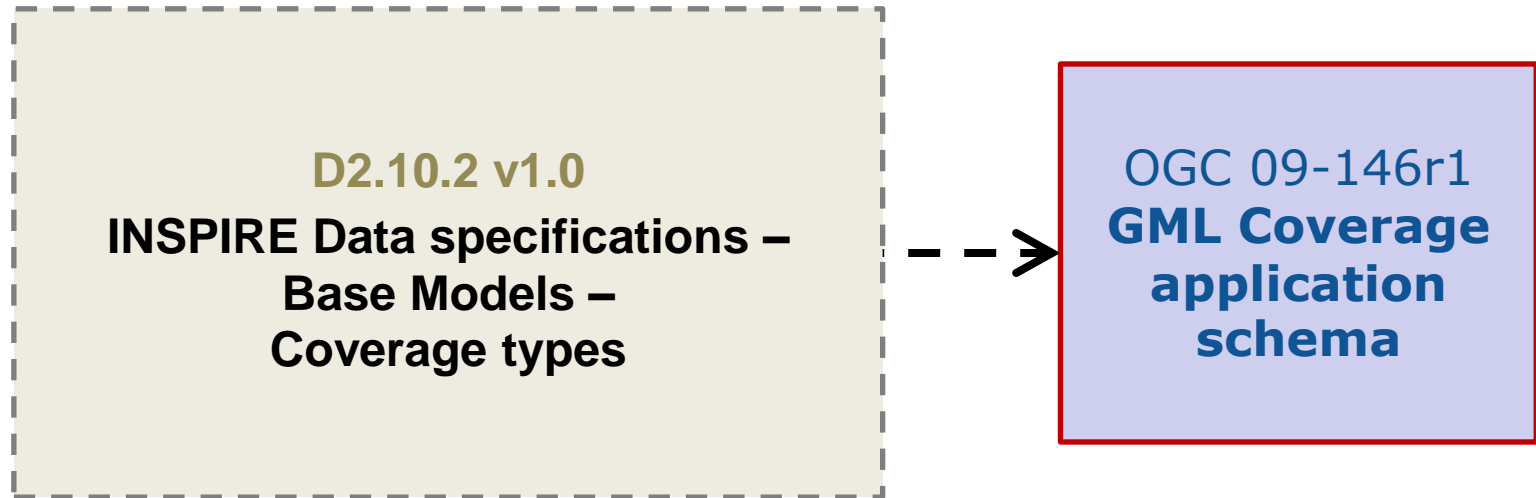 D2.10.2 v1.0
INSPIRE Data specifications –
Base Models –
Coverage types
OGC 09-146r1
GML Coverage
application
schema